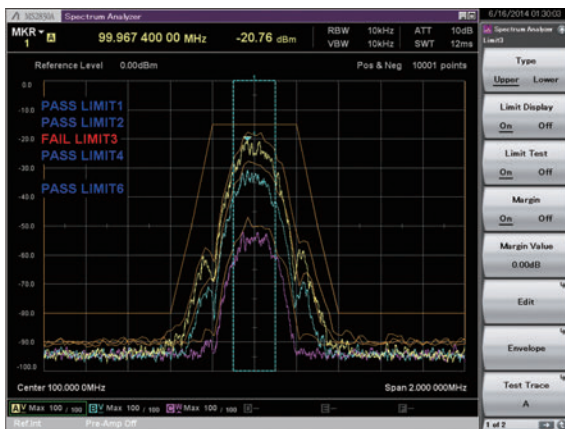 MS2830A Spectrum Analyzer
6/16/2014 01:30:03
MKR 1 A 99.967 400 00 MHz -20.76 dBm
RBW 10kHz ATT 10dB
VBW 10kHz SWT 12ms
Reference Level 0.00dBm Pos & Neg 10001 points
0.0
-10.0
-20.0
-30.0
-40.0
-50.0
-60.0
-70.0
-80.0
-90.0
-100.0
PASS LIMIT1
PASS LIMIT2
FAIL LIMIT3
PASS LIMIT4
PASS LIMIT6
1
Center 100.000 0MHz Span 2.000 000MHz
A V Max 100 / 100 B V Max 100 / 100 C W Max 100 / 100 D -- E -- F --
Ref.Int Pre-Amp Off
Spectrum Analyzer
Limit3
Type
Upper Lower
Limit Display
On Off
Limit Test
On Off
Margin
On Off
Margin Value
0.00dB
Edit
Envelope
Test Trace
A
1 of 2